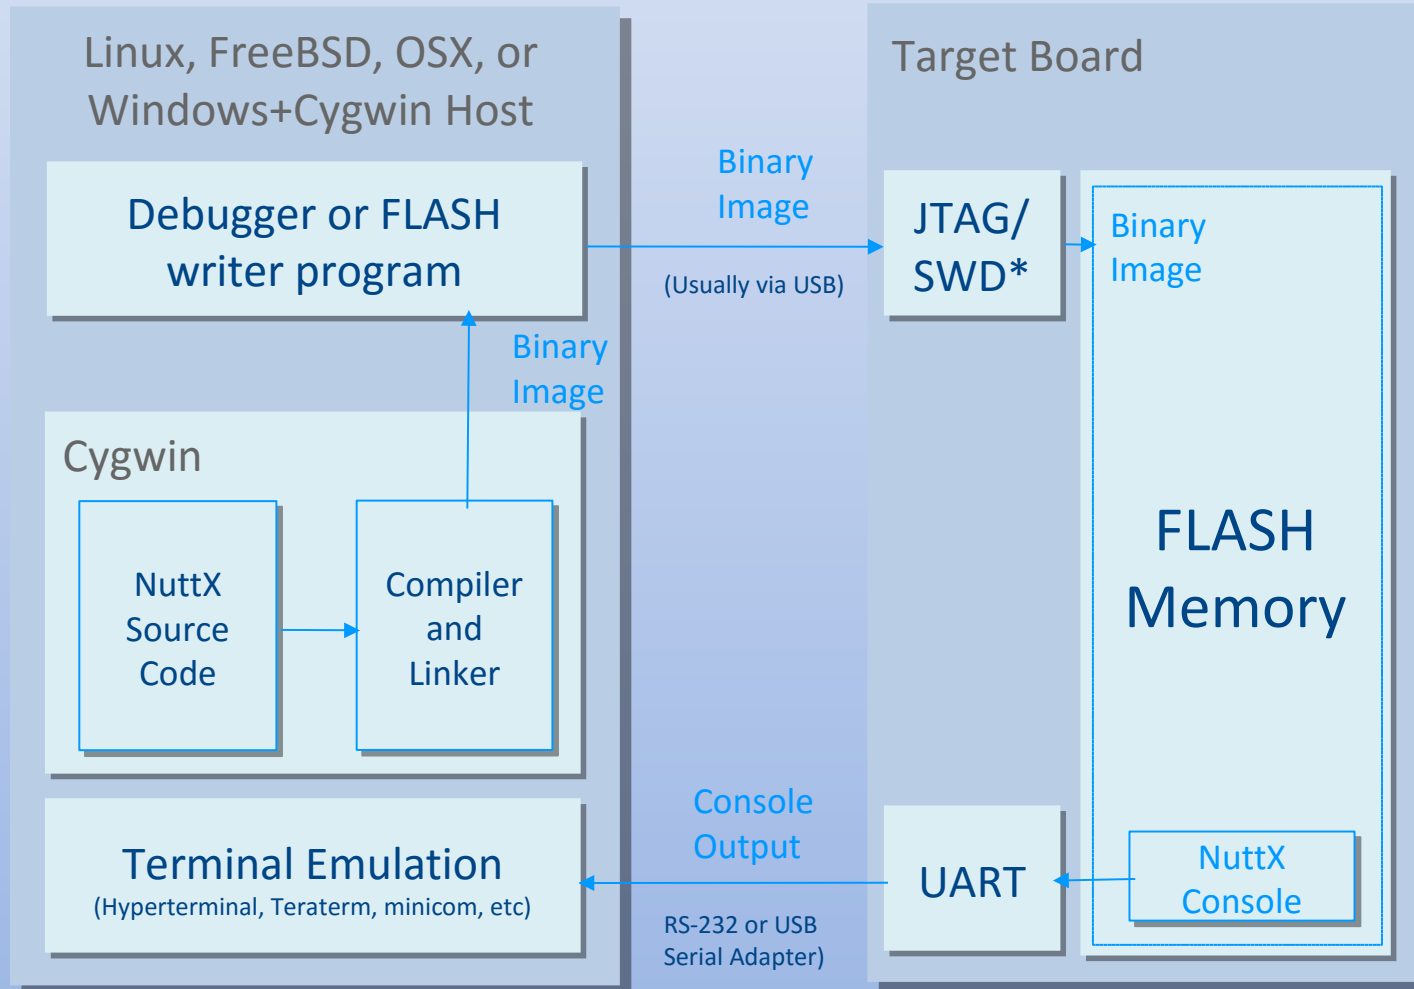 Linux, FreeBSD, OSX, or
Windows+Cygwin Host
Debugger or FLASH
writer program
Binary
Image
Cygwin
NuttX
Source
Code
Compiler
and
Linker
Terminal Emulation
(Hyperterminal, Teraterm, minicom, etc)
Binary
Image
(Usually via USB)
Console
Output
RS-232 or USB
Serial Adapter)
Target Board
JTAG/
SWD*
Binary
Image
FLASH
Memory
UART
NuttX
Console